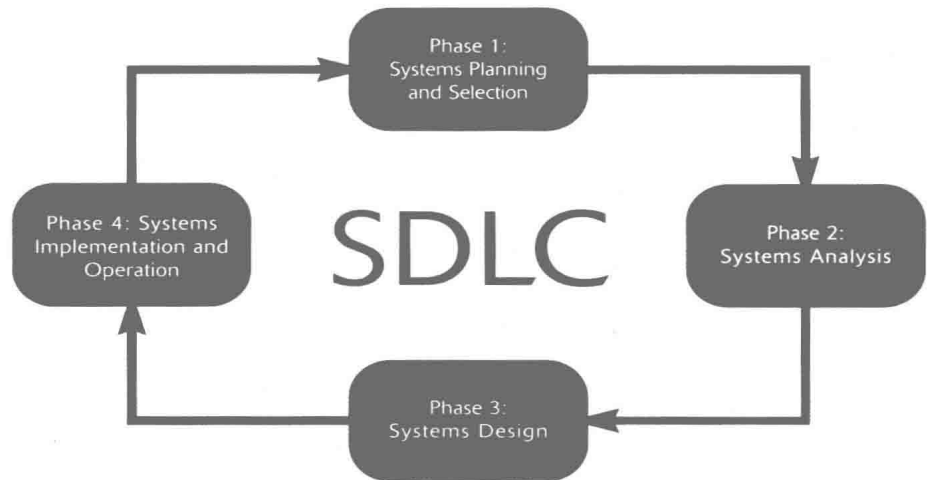 Phase 1:
Systems Planning
and Selection
Phase 4: Systems
Implementation and
Operation
SDLC
Phase 2:
Systems Analysis
Phase 3:
Systems Design